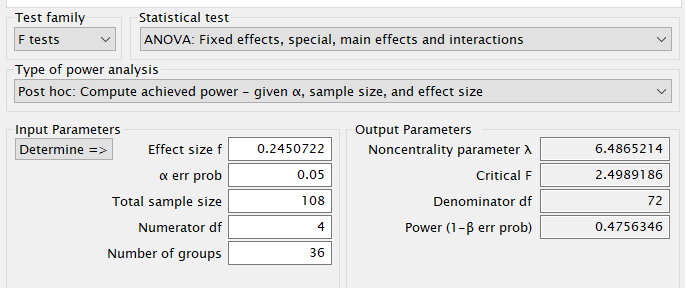 Test family
Statistical test
F tests
ANOVA: Fixed effects, special, main effects and interactions
Type of power analysis
Post hoc: Compute achieved power – given α, sample size, and effect size
Input Parameters
Output Parameters
Determine => Effect size f 0.2450722
Noncentrality parameter λ 6.4865214
α err prob 0.05
Critical F 2.4989186
Total sample size 108
Denominator df 72
Numerator df 4
Power (1-β err prob) 0.4756346
Number of groups 36